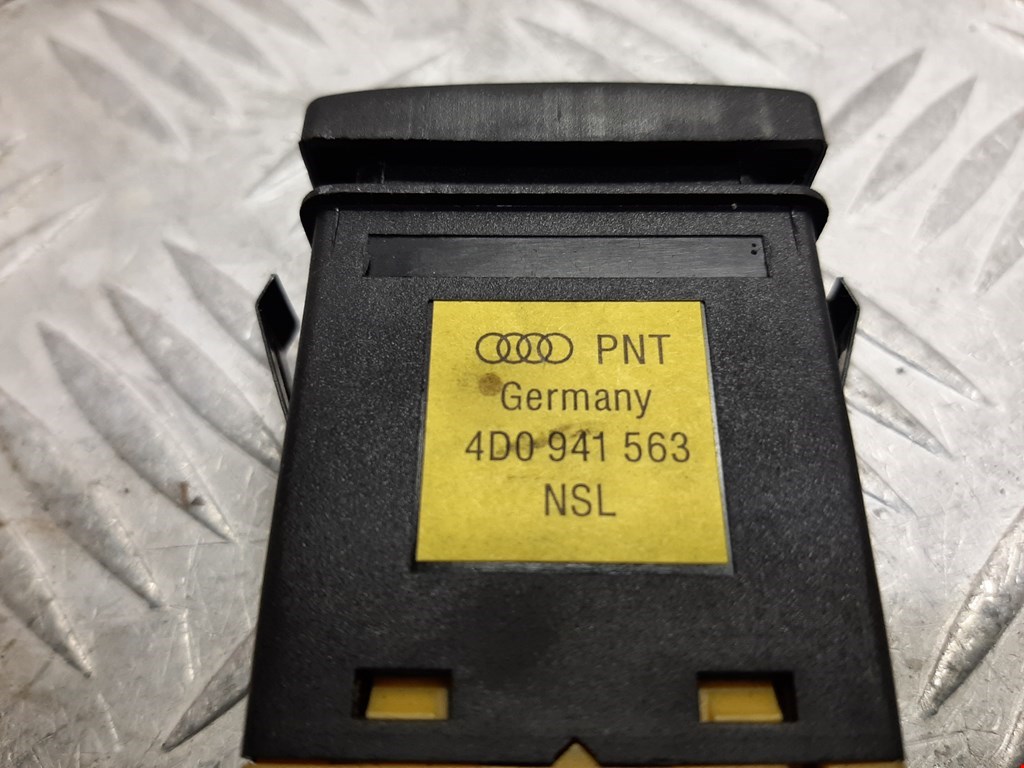 PNT
Germany
4D0 941 563
NSL